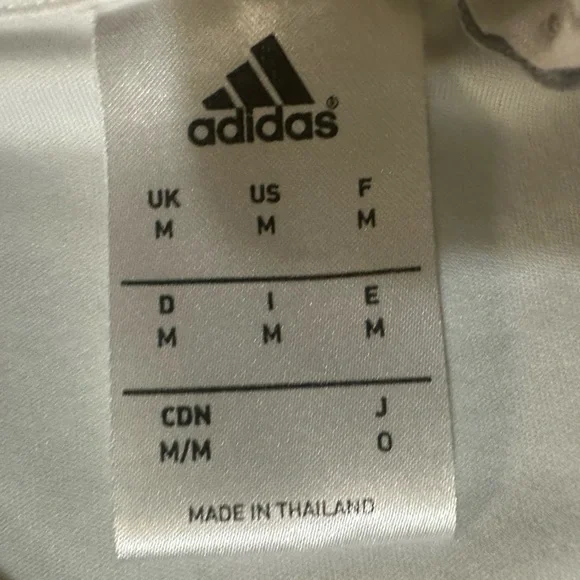 adidas®
UK US F
M M M
D I E
M M M
CDN J
M/M O
MADE IN THAILAND